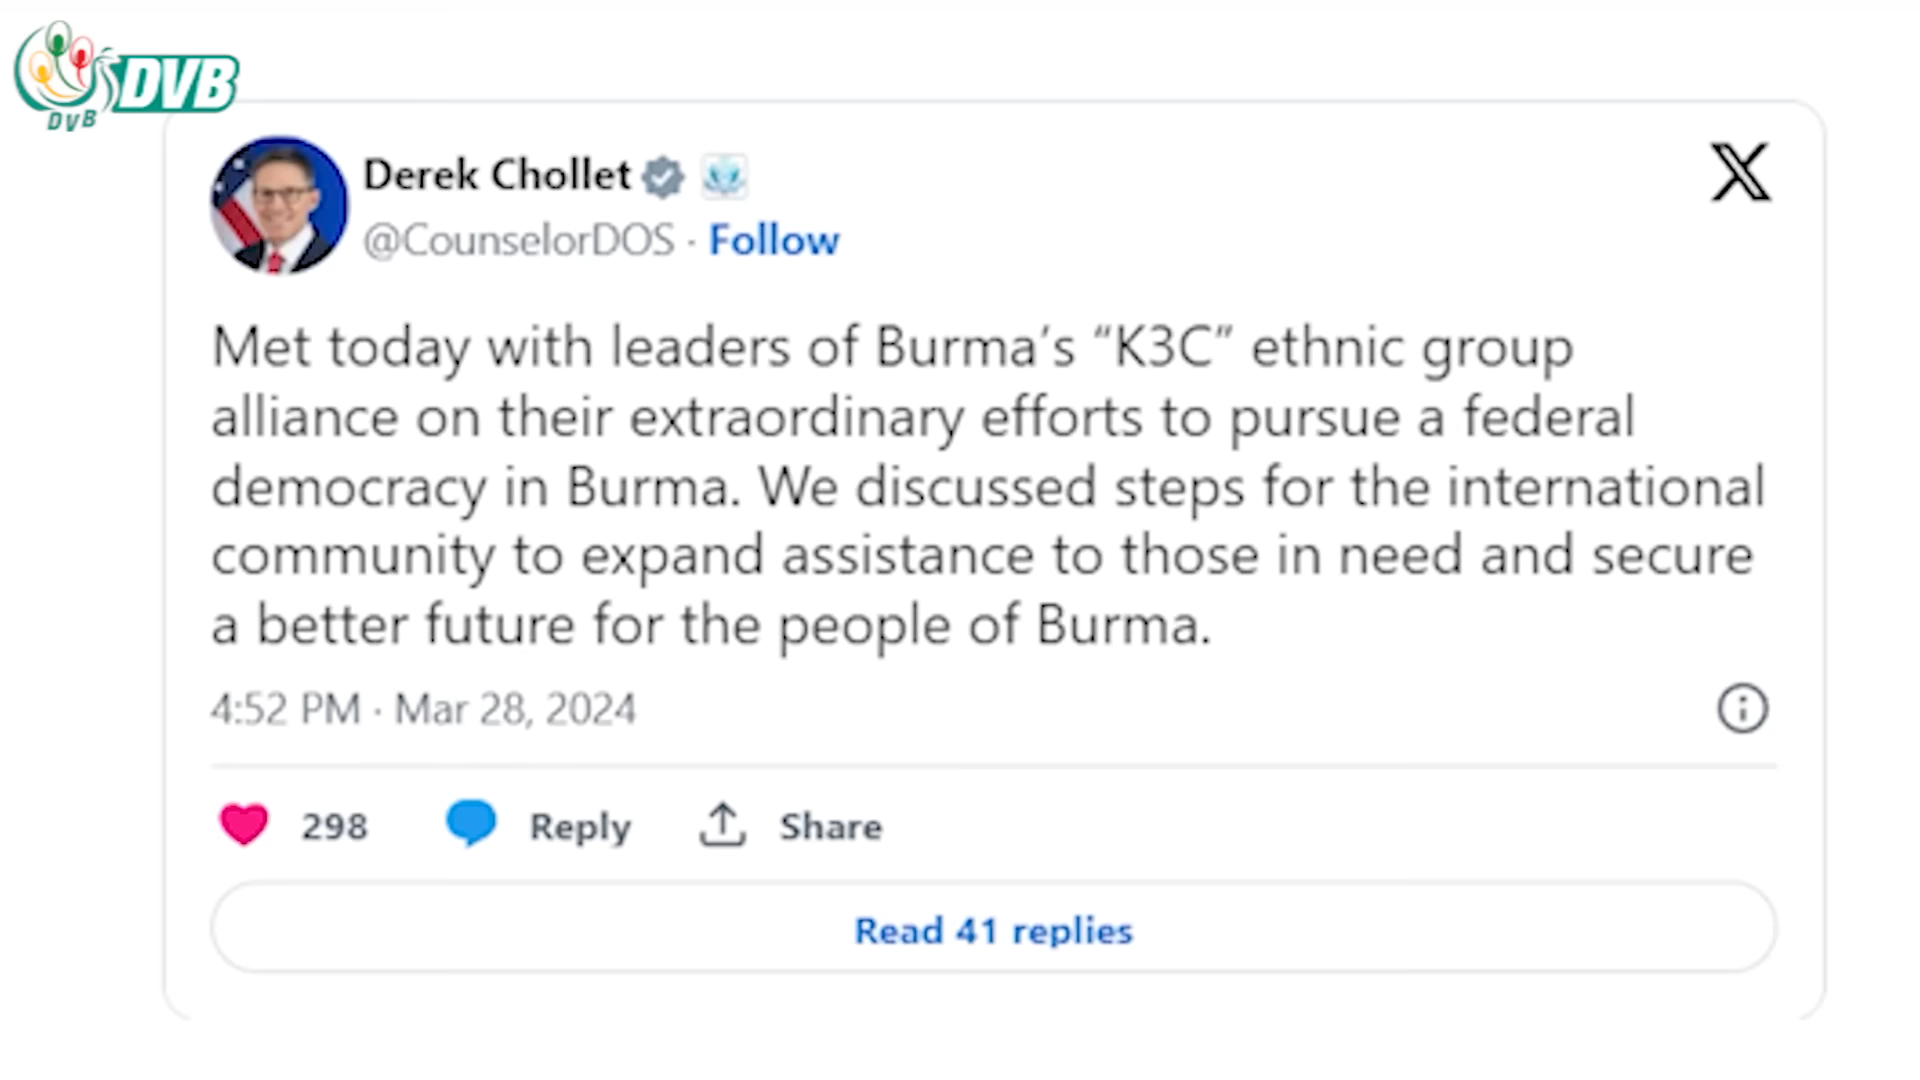 DVB
DVB
Derek Chollet
@CounselorDOS · Follow
Met today with leaders of Burma’s “K3C” ethnic group
alliance on their extraordinary efforts to pursue a federal
democracy in Burma. We discussed steps for the international
community to expand assistance to those in need and secure
a better future for the people of Burma.
4:52 PM · Mar 28, 2024
298 Reply Share
Read 41 replies